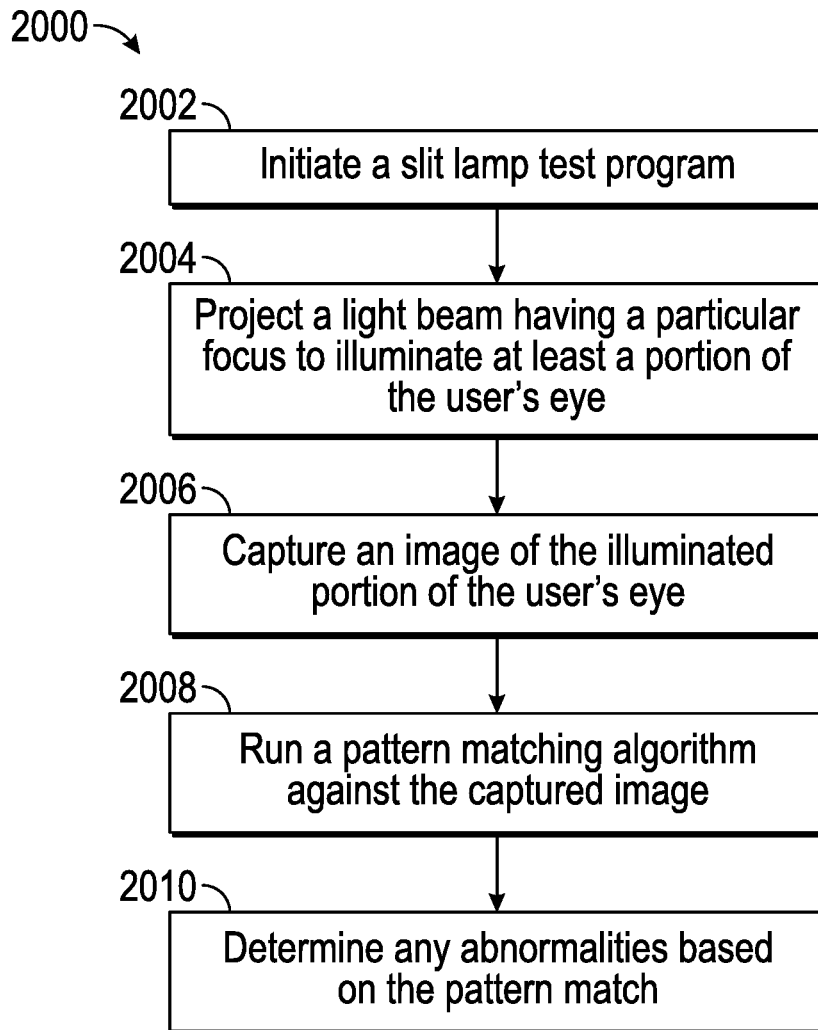 2000
2002
Initiate a slit lamp test program
2004
Project a light beam having a particular
focus to illuminate at least a portion of
the user's eye
2006
Capture an image of the illuminated
portion of the user's eye
2008
Run a pattern matching algorithm
against the captured image
2010
Determine any abnormalities based
on the pattern match